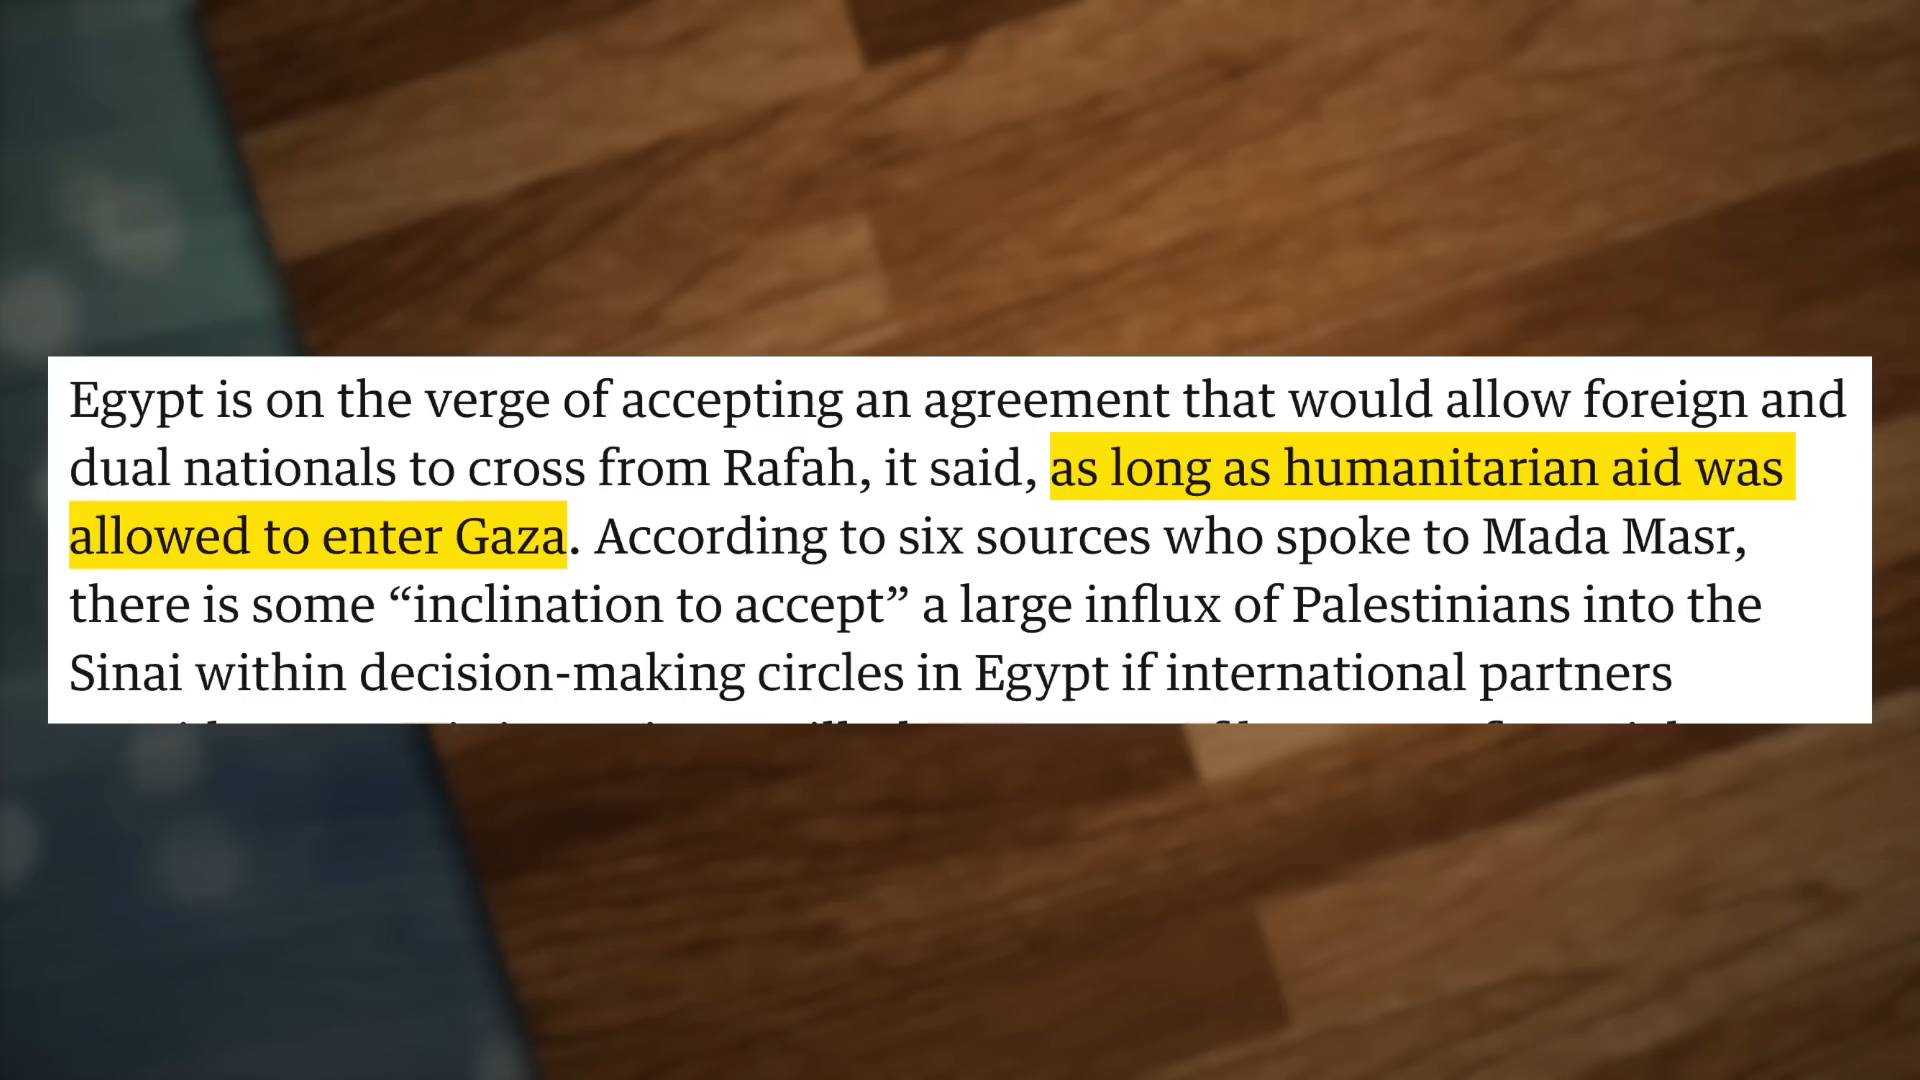 Egypt is on the verge of accepting an agreement that would allow foreign and
dual nationals to cross from Rafah, it said, as long as humanitarian aid was
allowed to enter Gaza. According to six sources who spoke to Mada Masr,
there is some “inclination to accept” a large influx of Palestinians into the
Sinai within decision-making circles in Egypt if international partners